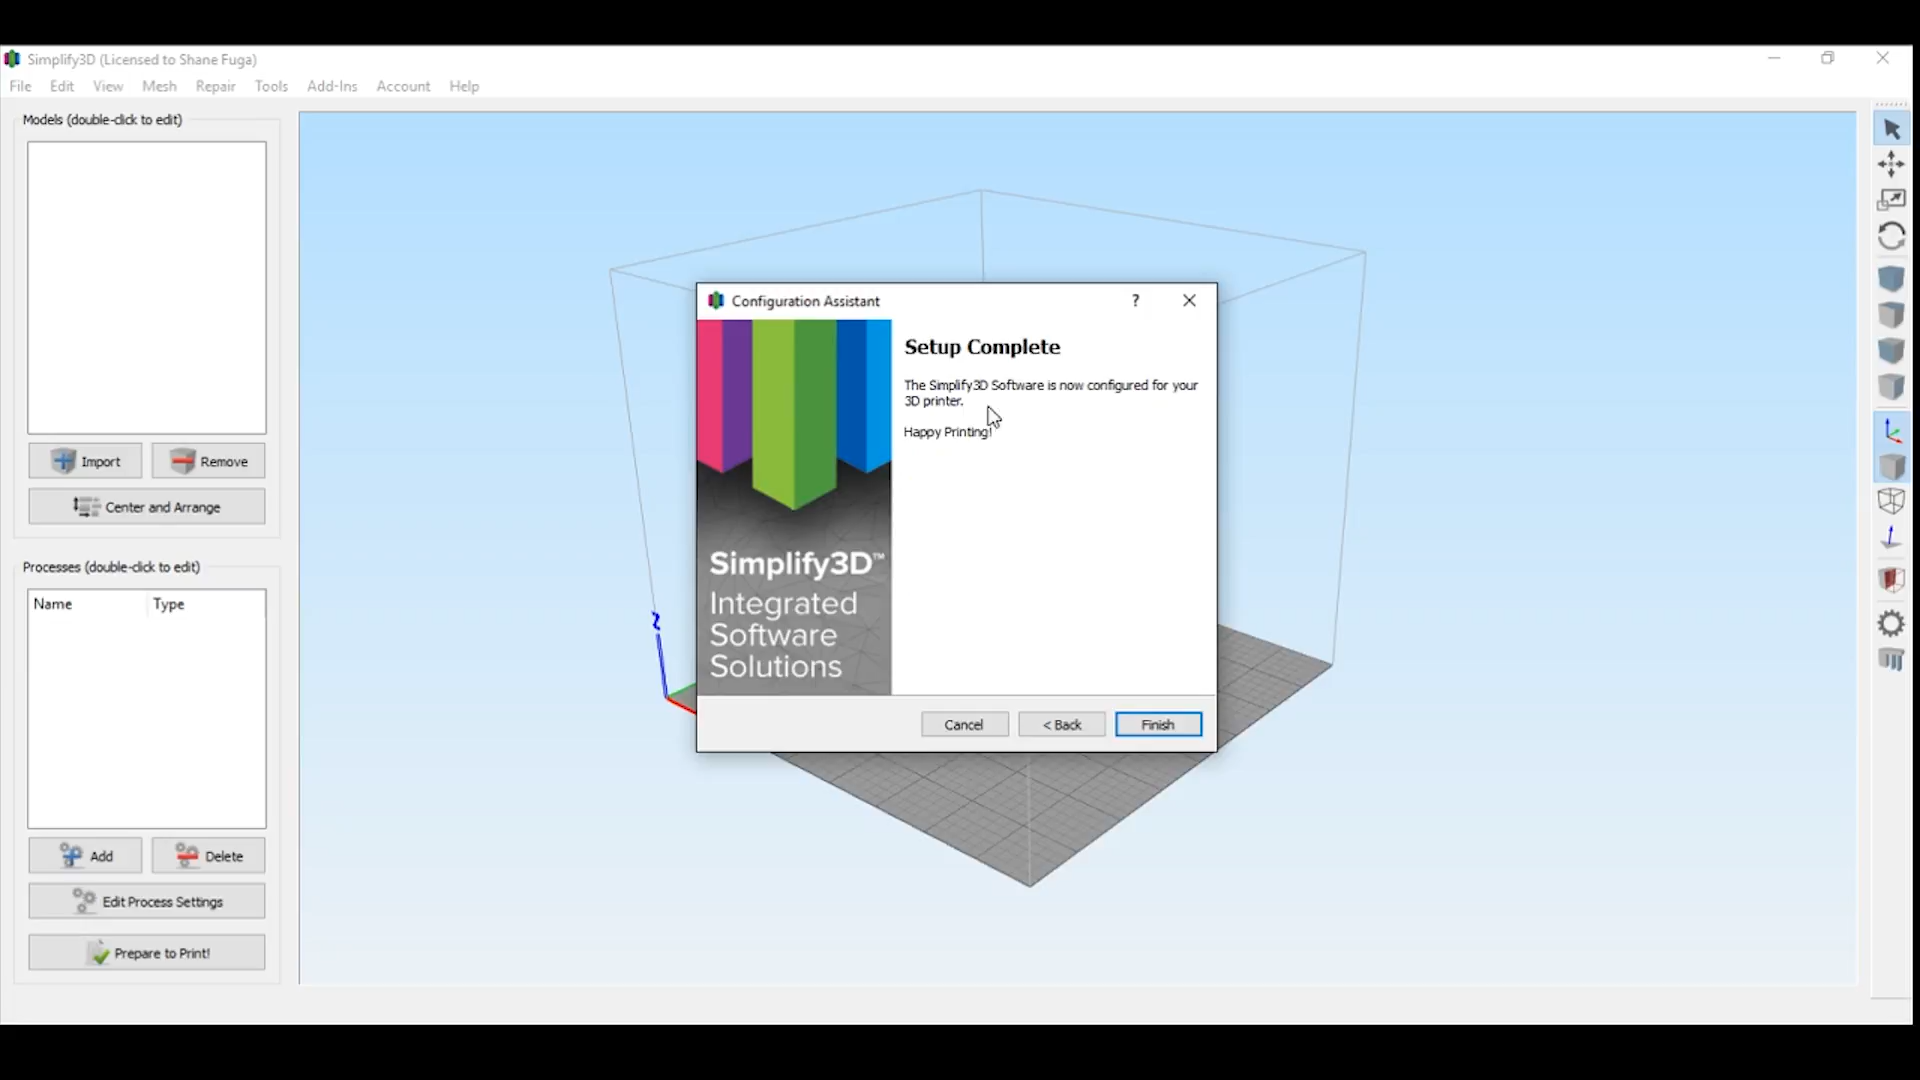 Simplify3D (Licensed to Shane Fuga)
File Edit View Mesh Repair Tools Add-Ins Account Help
Models (double-click to edit)
Import Remove
Center and Arrange
Processes (double-click to edit)
Name Type
Add Delete
Edit Process Settings
Prepare to Print!
Z
Configuration Assistant ?
Setup Complete
The Simplify3D Software is now configured for your
3D printer.
Happy Printing!
Simplify3D™
Integrated
Software
Solutions
Cancel < Back Finish